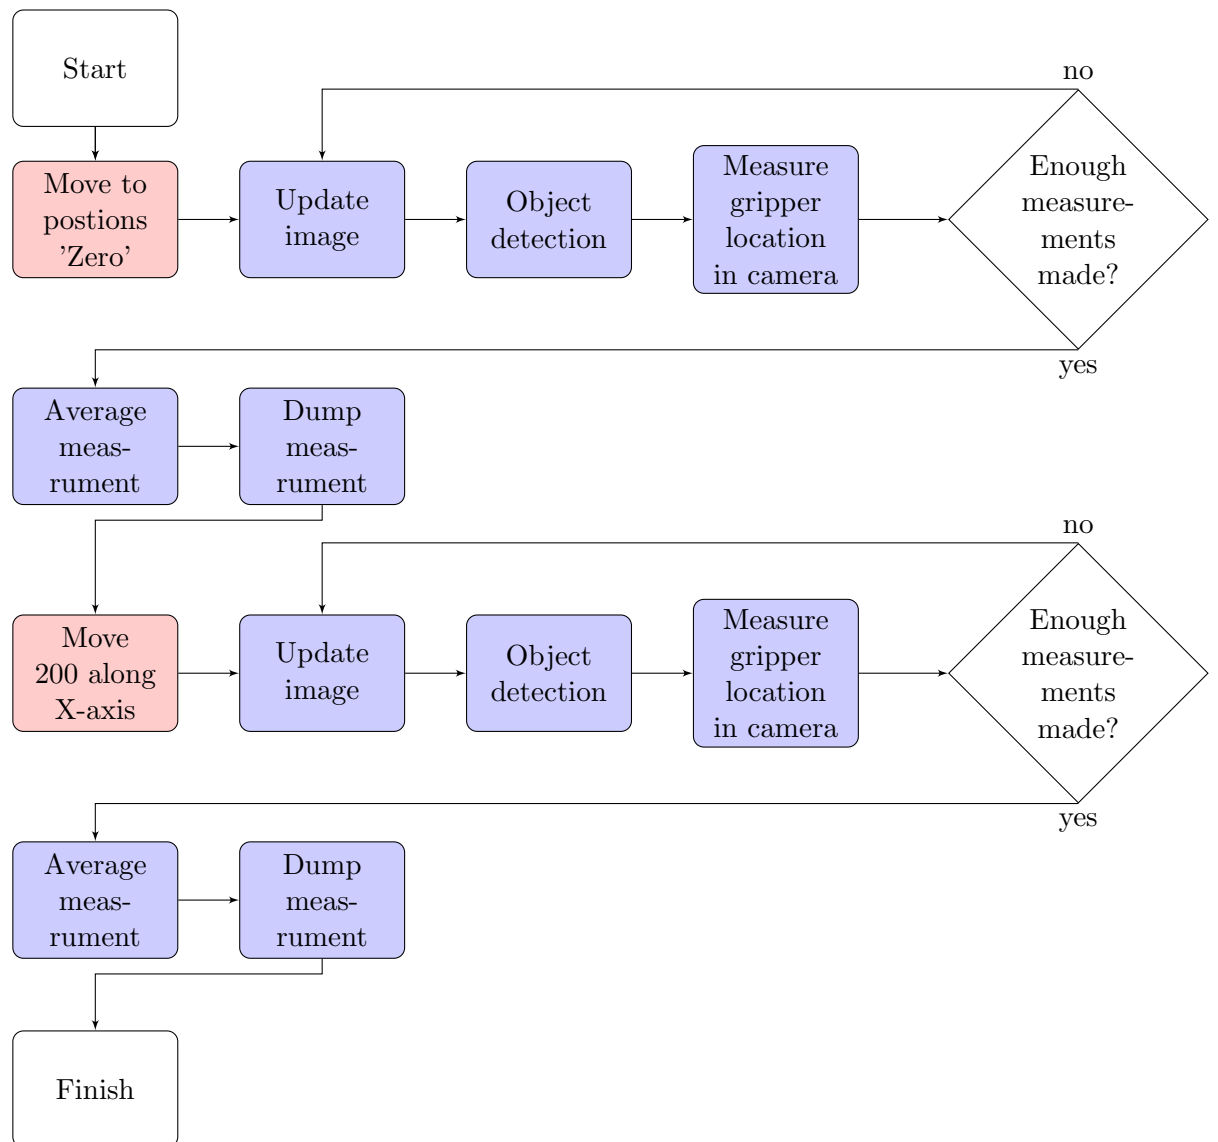 Start
no
Move to
postions
’Zero’
Update
image
Object
detection
Measure
gripper
location
in camera
Enough
measure-
ments
made?
yes
Average
meas-
rument
Dump
meas-
rument
no
Move
200 along
X-axis
Update
image
Object
detection
Measure
gripper
location
in camera
Enough
measure-
ments
made?
yes
Average
meas-
rument
Dump
meas-
rument
Finish